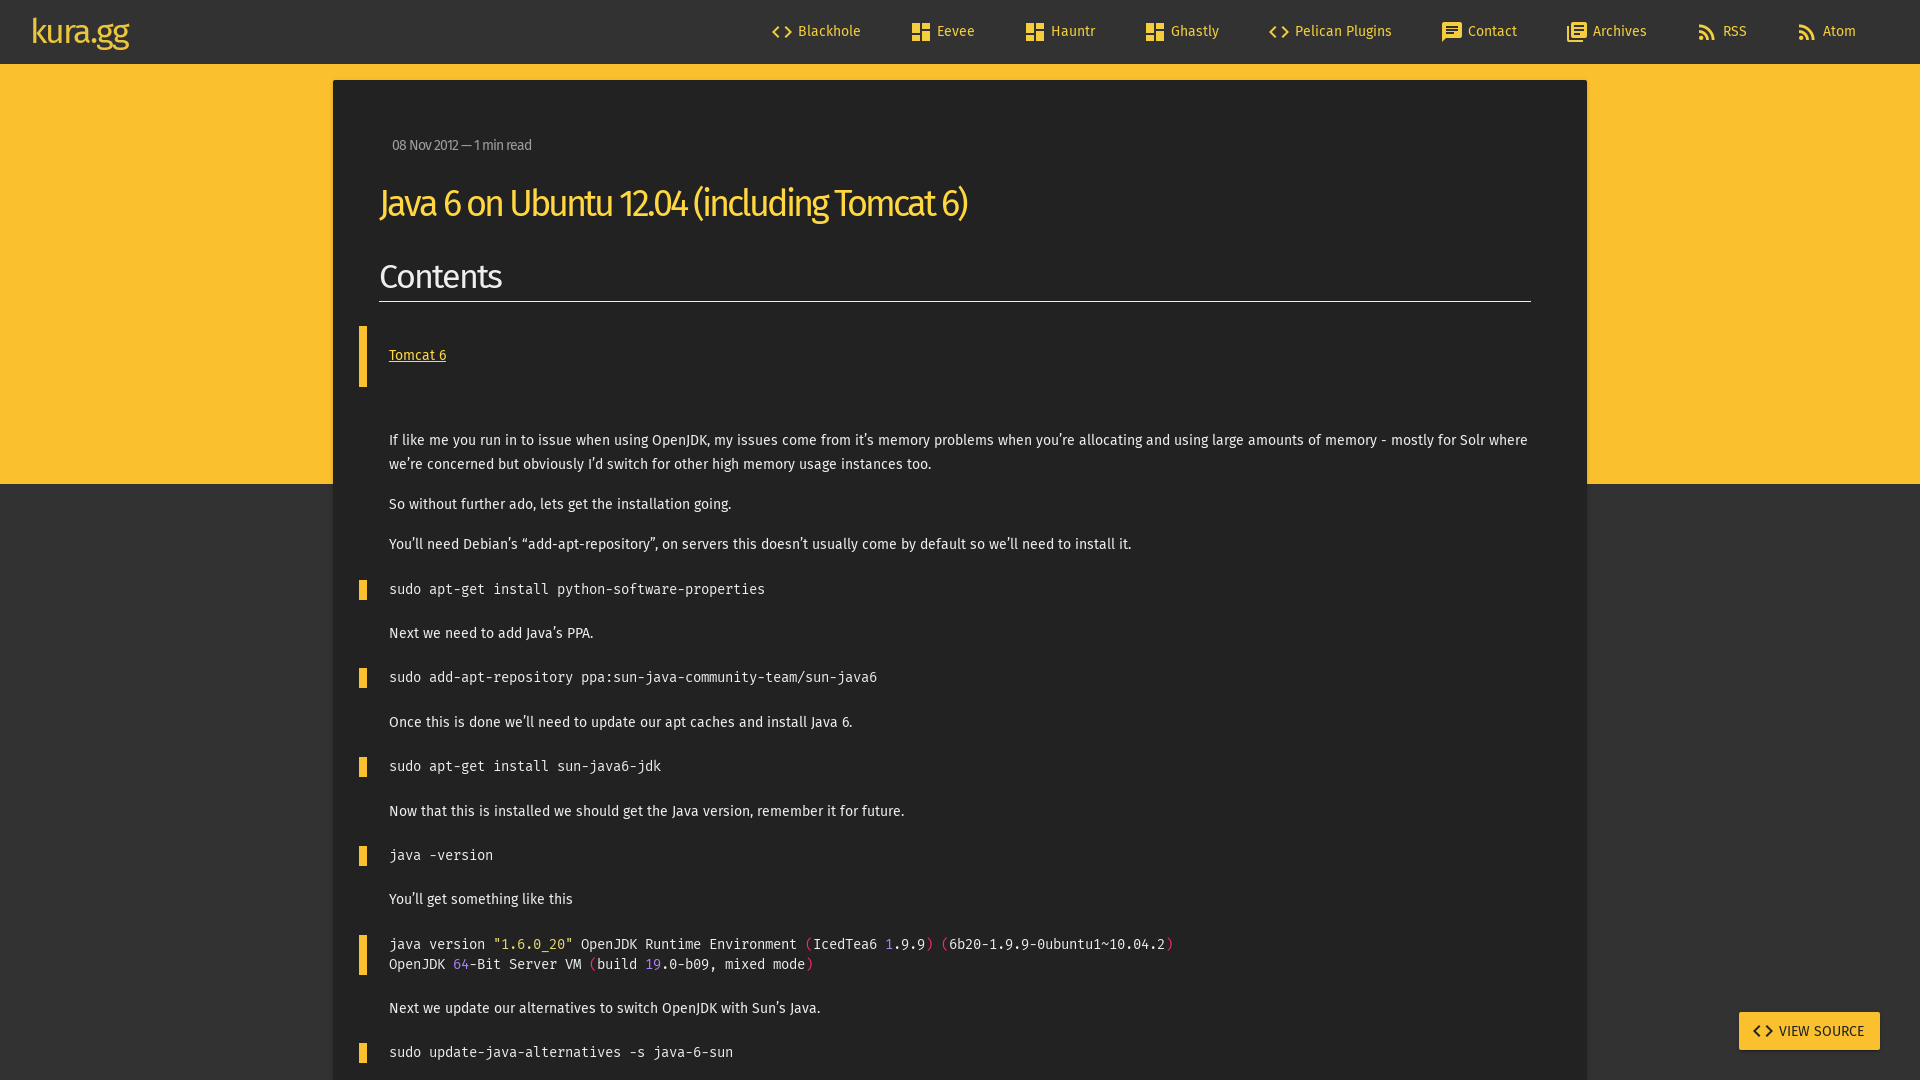 kura.gg
Blackhole
Eevee
Hauntr
Ghastly
Pelican Plugins
Contact
Archives
RSS
Atom
08 Nov 2012 — 1 min read
Java 6 on Ubuntu 12.04 (including Tomcat 6)
Contents
Tomcat 6
If like me you run in to issue when using OpenJDK, my issues come from it’s memory problems when you’re allocating and using large amounts of memory - mostly for Solr where
we’re concerned but obviously I’d switch for other high memory usage instances too.
So without further ado, lets get the installation going.
You’ll need Debian’s “add-apt-repository”, on servers this doesn’t usually come by default so we’ll need to install it.
sudo apt-get install python-software-properties
Next we need to add Java’s PPA.
sudo add-apt-repository ppa:sun-java-community-team/sun-java6
Once this is done we’ll need to update our apt caches and install Java 6.
sudo apt-get install sun-java6-jdk
Now that this is installed we should get the Java version, remember it for future.
java -version
You’ll get something like this
java version "1.6.0_20" OpenJDK Runtime Environment (IcedTea6 1.9.9) (6b20-1.9.9-0ubuntu1~10.04.2)
OpenJDK 64-Bit Server VM (build 19.0-b09, mixed mode)
Next we update our alternatives to switch OpenJDK with Sun’s Java.
sudo update-java-alternatives -s java-6-sun
VIEW SOURCE